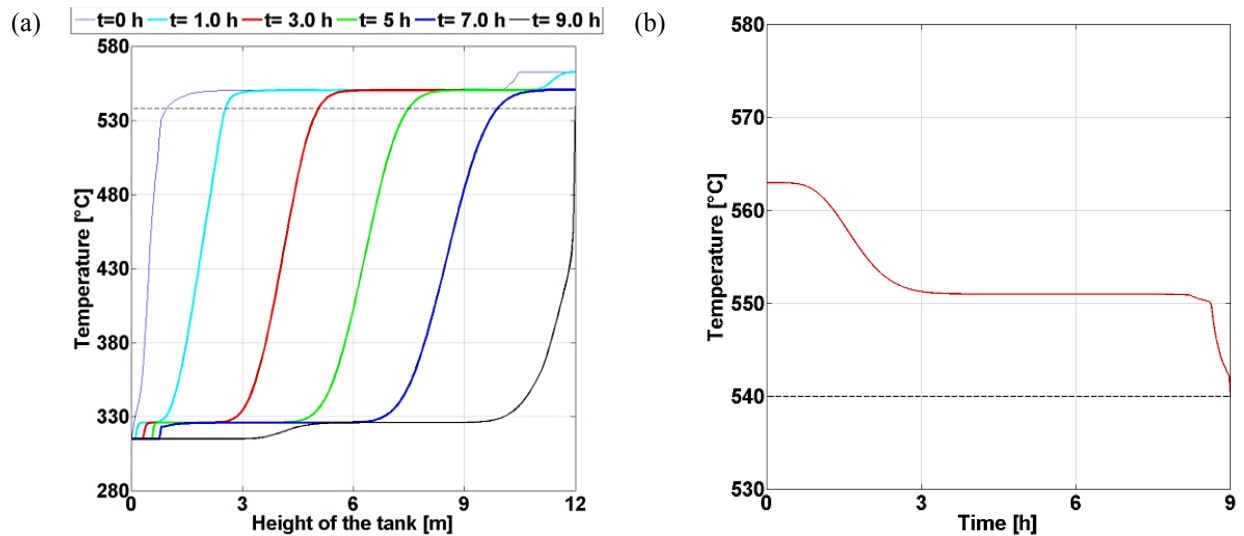 (a)
t=0 h t= 1.0 h t= 3.0 h t= 5 h t= 7.0 h t= 9.0 h
580
530
480
430
380
330
280
Temperature [°C]
0 3 6 9 12
Height of the tank [m]
(b)
580
570
560
550
540
530
Temperature [°C]
0 3 6 9
Time [h]